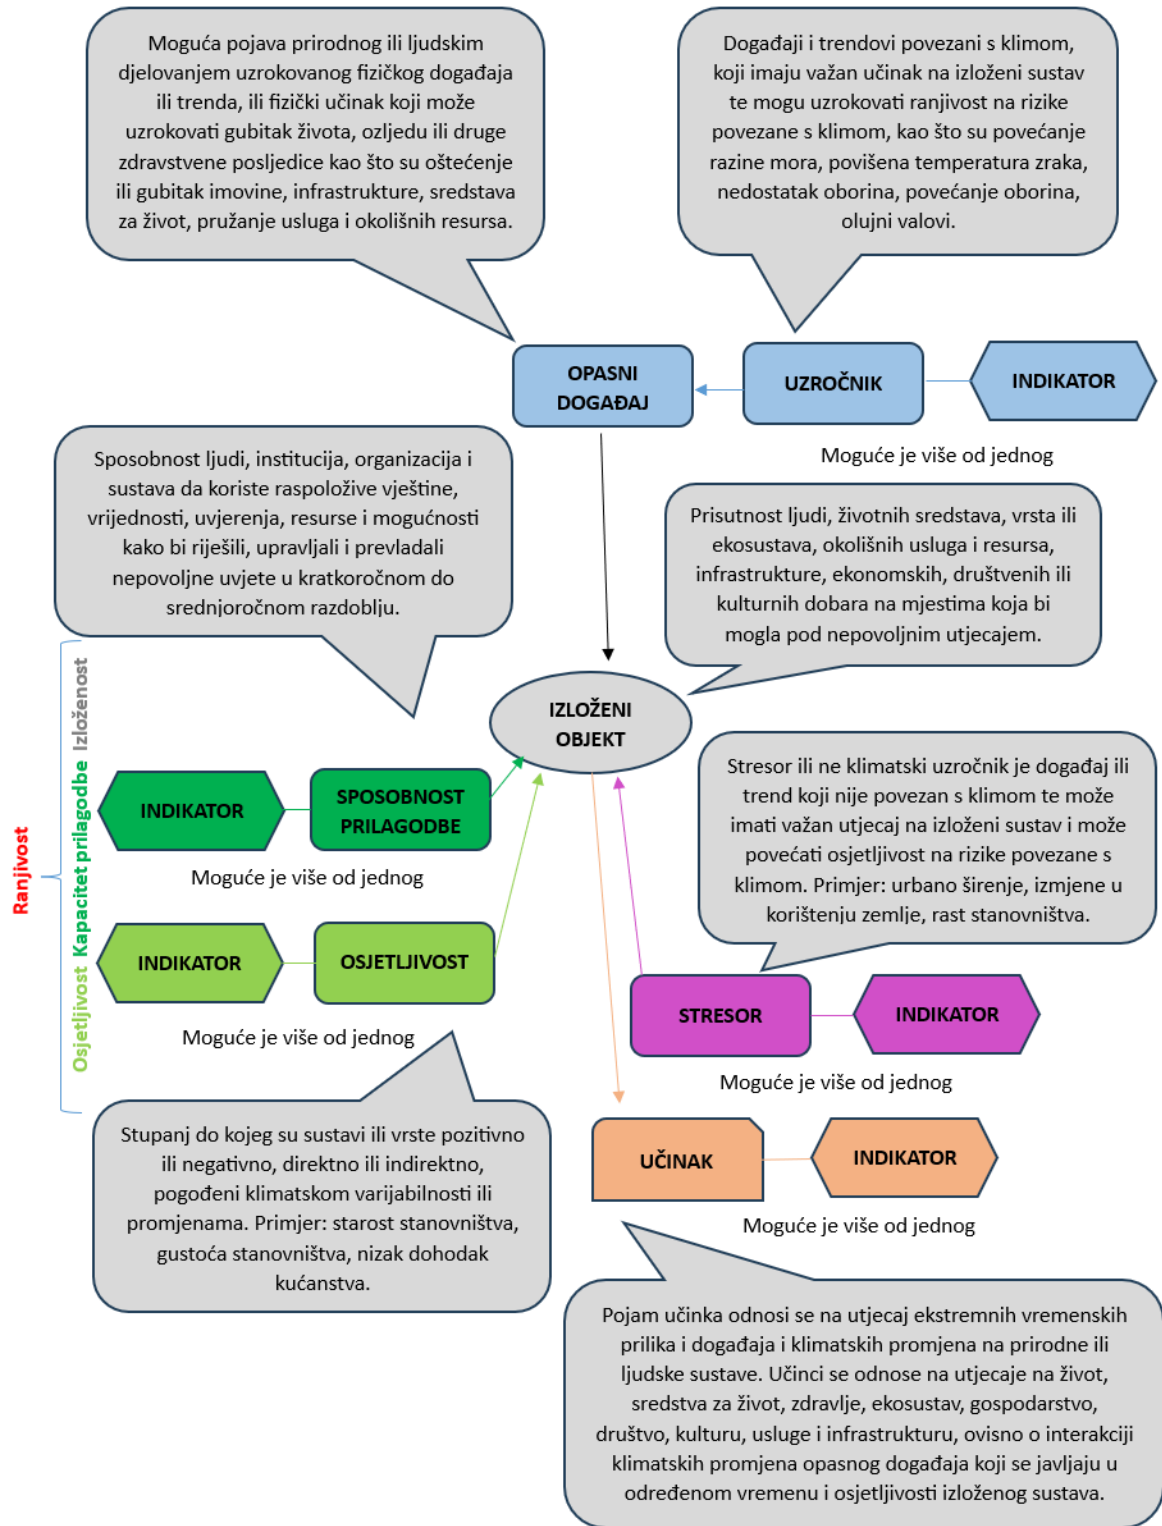 Moguća pojava prirodnog ili ljudskim
djelovanjem uzrokovanog fizičkog događaja
ili trenda, ili fizički učinak koji može
uzrokovati gubitak života, ozljedu ili druge
zdravstvene posljedice kao što su oštećenje
ili gubitak imovine, infrastrukture, sredstava
za život, pružanje usluga i okolišnih resursa.
Događaji i trendovi povezani s klimom,
koji imaju važan učinak na izloženi sustav
te mogu uzrokovati ranjivost na rizike
povezane s klimom, kao što su povećanje
razine mora, povišena temperatura zraka,
nedostatak oborina, povećanje oborina,
olujni valovi.
OPASNI
DOGAĐAJ
UZROČNIK
INDIKATOR
Moguće je više od jednog
Sposobnost ljudi, institucija, organizacija i
sustava da koriste raspoložive vještine,
vrijednosti, uvjerenja, resurse i mogućnosti
kako bi riješili, upravljali i prevladali
nepovoljne uvjete u kratkoročnom do
srednjoročnom razdoblju.
Prisutnost ljudi, životnih sredstava, vrsta ili
ekosustava, okolišnih usluga i resursa,
infrastrukture, ekonomskih, društvenih ili
kulturnih dobara na mjestima koja bi
mogla pod nepovoljnim utjecajem.
Ranjivost
Osjetljivost Kapacitet prilagodbe Izloženost
IZLOŽENI
OBJEKT
INDIKATOR
SPOSOBNOST
PRILAGODBE
Moguće je više od jednog
Stresor ili ne klimatski uzročnik je događaj ili
trend koji nije povezan s klimom te može
imati važan utjecaj na izloženi sustav i može
povećati osjetljivost na rizike povezane s
klimom. Primjer: urbano širenje, izmjene u
korištenju zemlje, rast stanovništva.
INDIKATOR
OSJETLJIVOST
Moguće je više od jednog
STRESOR
INDIKATOR
Moguće je više od jednog
Stupanj do kojeg su sustavi ili vrste pozitivno
ili negativno, direktno ili indirektno,
pogođeni klimatskom varijabilnosti ili
promjenama. Primjer: starost stanovništva,
gustoća stanovništva, nizak dohodak
kućanstva.
UČINAK
INDIKATOR
Moguće je više od jednog
Pojam učinka odnosi se na utjecaj ekstremnih vremenskih
prilika i događaja i klimatskih promjena na prirodne ili
ljudske sustave. Učinci se odnose na utjecaje na život,
sredstva za život, zdravlje, ekosustav, gospodarstvo,
društvo, kulturu, usluge i infrastrukturu, ovisno o interakciji
klimatskih promjena opasnog događaja koji se javljaju u
određenom vremenu i osjetljivosti izloženog sustava.